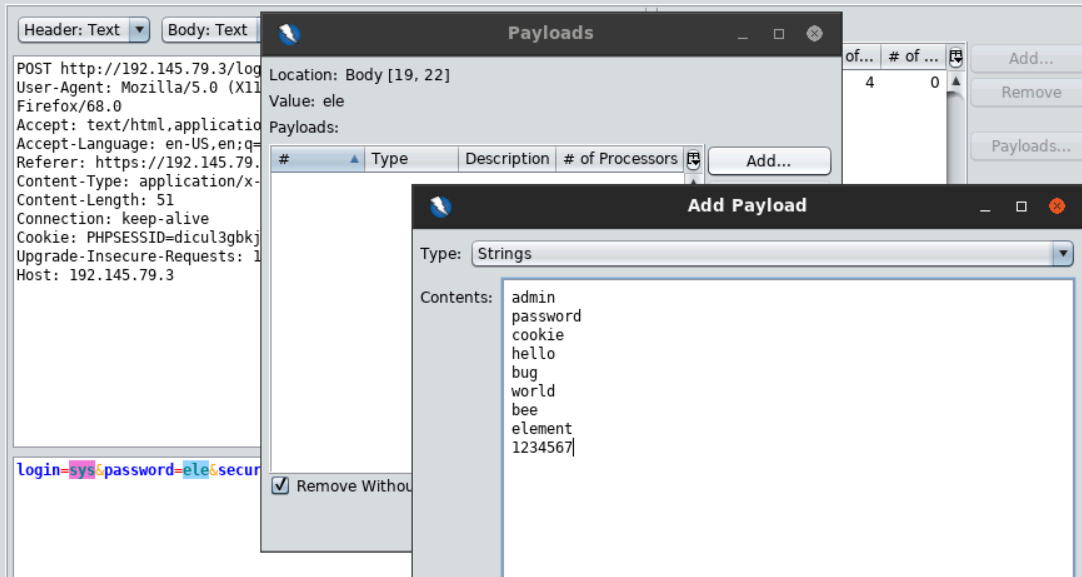 Header: Text
Body: Text
POST http://192.145.79.3/log
User-Agent: Mozilla/5.0 (X11
Firefox/68.0
Accept: text/html,applicatio
Accept-Language: en-US,en;q=
Referer: https://192.145.79.
Content-Type: application/x-
Content-Length: 51
Connection: keep-alive
Cookie: PHPSESSID=dicul3gbkj
Upgrade-Insecure-Requests: 1
Host: 192.145.79.3
login=sys&password=ele&secur
Payloads
Location: Body [19, 22]
Value: ele
Payloads:
# Type Description # of Processors
Add...
Remove Withou
of... # of ...
4 0
Add...
Remove
Payloads...
Add Payload
Type: Strings
Contents:
admin
password
cookie
hello
bug
world
bee
element
1234567